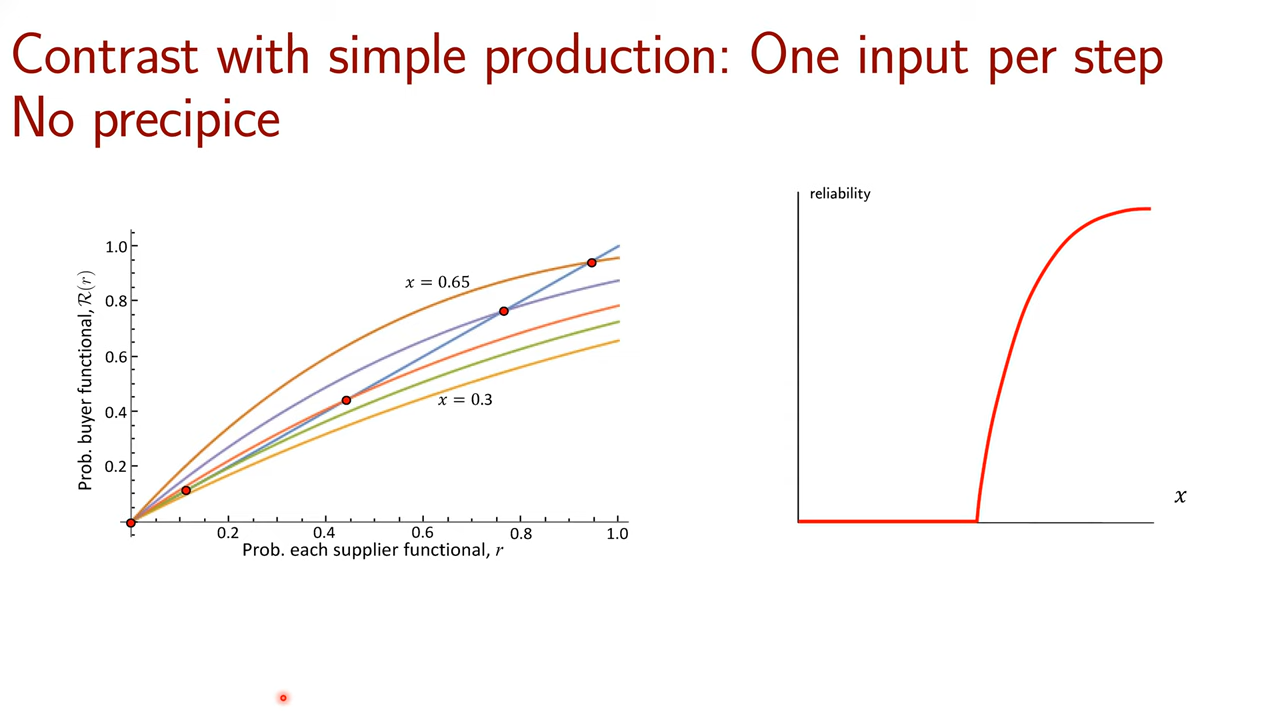 Contrast with simple production: One input per step
No precipice
Prob. buyer functional, ℛ(r)
1.0
0.8
0.6
0.4
0.2
x = 0.65
x = 0.3
0.2 0.4 0.6 0.8 1.0
Prob. each supplier functional, r
reliability
x